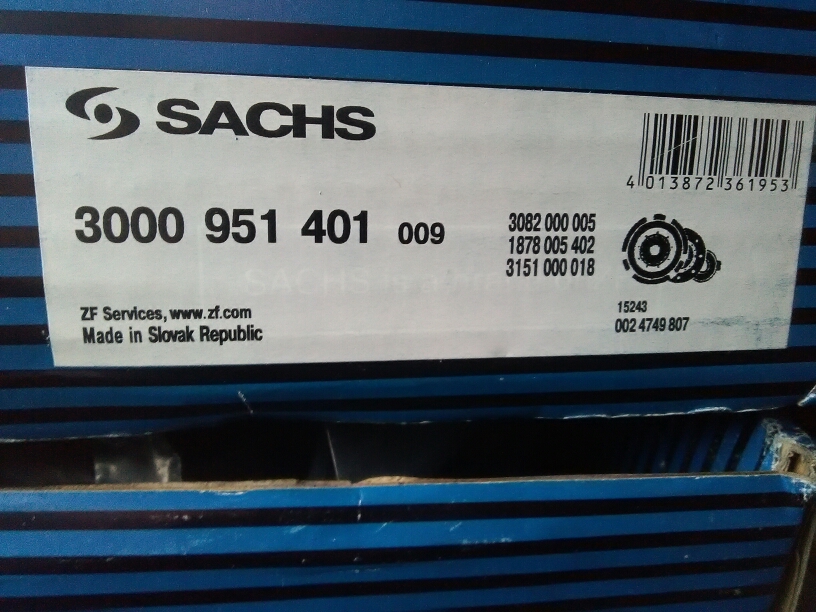 SACHS
4 013872 361953
3000 951 401 009
3082 000 005
1878 005 402
3151 000 018
15243
002 4749 807
ZF Services, www.zf.com
Made in Slovak Republic